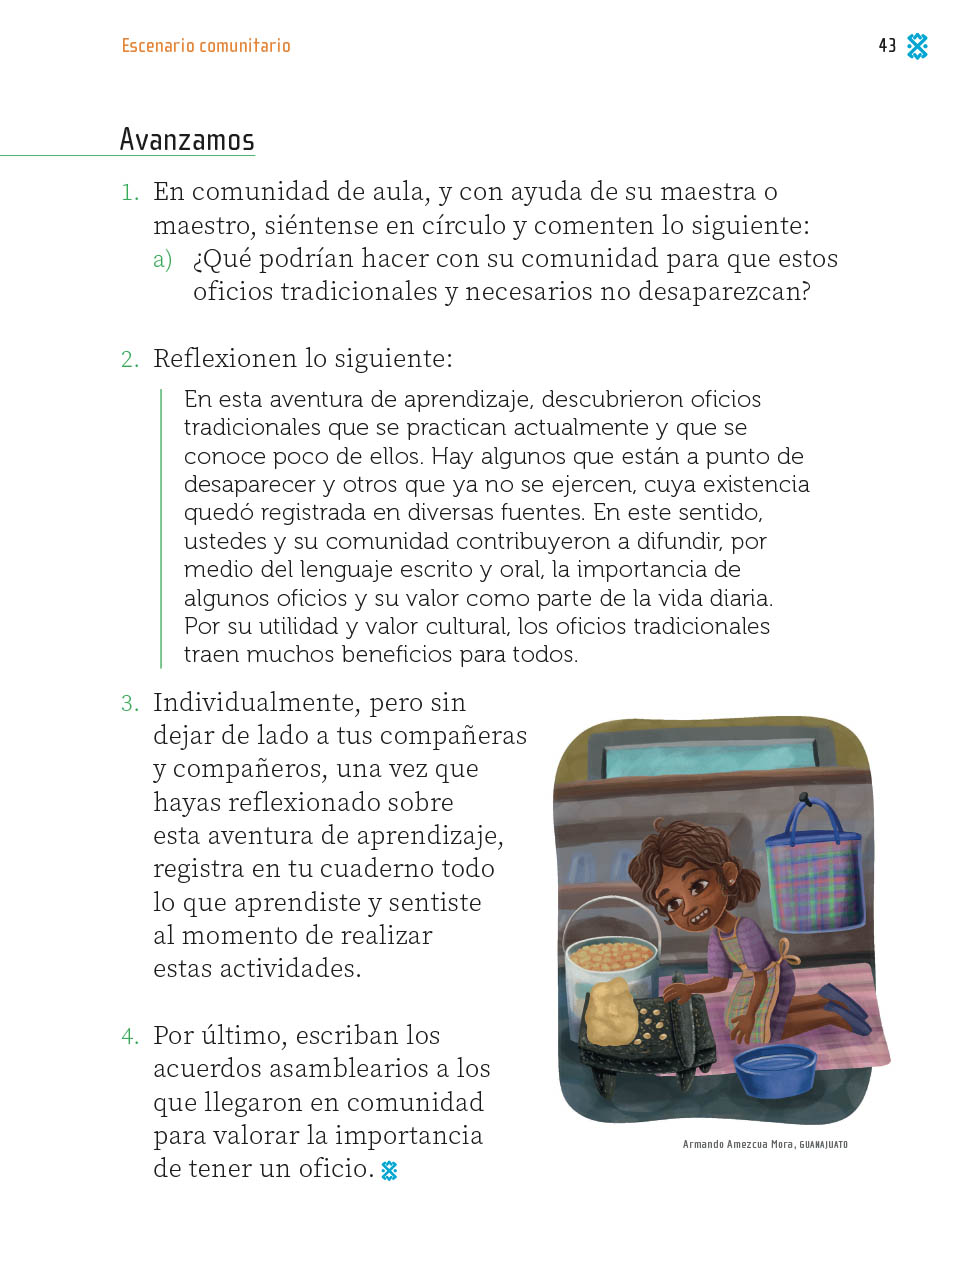 Escenario comunitario
43
Avanzamos
1. En comunidad de aula, y con ayuda de su maestra o
maestro, siéntense en círculo y comenten lo siguiente:
a) ¿Qué podrían hacer con su comunidad para que estos
oficios tradicionales y necesarios no desaparezcan?
2. Reflexionen lo siguiente:
En esta aventura de aprendizaje, descubrieron oficios
tradicionales que se practican actualmente y que se
conoce poco de ellos. Hay algunos que están a punto de
desaparecer y otros que ya no se ejercen, cuya existencia
quedó registrada en diversas fuentes. En este sentido,
ustedes y su comunidad contribuyeron a difundir, por
medio del lenguaje escrito y oral, la importancia de
algunos oficios y su valor como parte de la vida diaria.
Por su utilidad y valor cultural, los oficios tradicionales
traen muchos beneficios para todos.
3. Individualmente, pero sin
dejar de lado a tus compañeras
y compañeros, una vez que
hayas reflexionado sobre
esta aventura de aprendizaje,
registra en tu cuaderno todo
lo que aprendiste y sentiste
al momento de realizar
estas actividades.
4. Por último, escriban los
acuerdos asamblearios a los
que llegaron en comunidad
para valorar la importancia
de tener un oficio.
Armando Amezcua Mora, GUANAJUATO